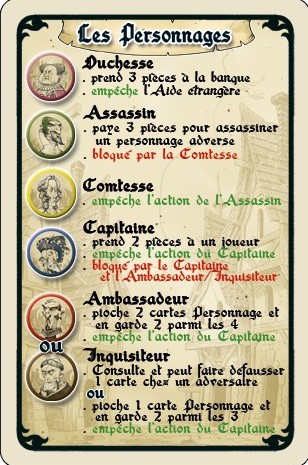 Les Personnages
Duchesse
. prend 3 pièces à la banque
. empêche l'Aide étrangère
Assassin
. paye 3 pièces pour assassiner
un personnage adverse
. bloqué par la Comtesse
Comtesse
. empêche l'action de l'Assassin
Capitaine
. prend 2 pièces à un joueur
. empêche l'action du Capitaine
. bloqué par le Capitaine
et l'Ambassadeur/Inquisiteur
Ambassadeur
. pioche 2 cartes Personnage et
en garde 2 parmi les 4
. empêche l'action du Capitaine
ou
Inquisiteur
. Consulte et peut faire défausser
1 carte chez un adversaire
ou
. pioche 1 carte Personnage et
en garde 2 parmi les 3
. empêche l'action du Capitaine